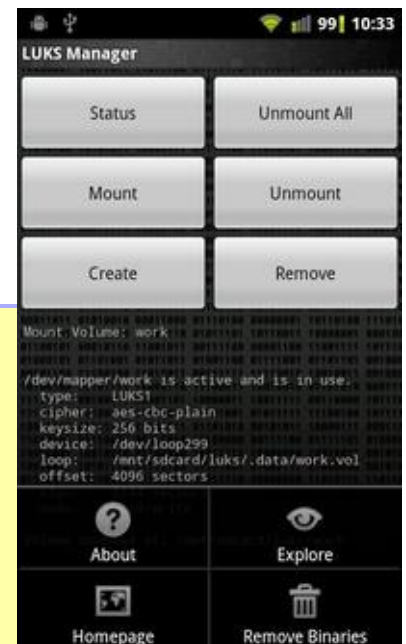 99 10:33
LUKS Manager
Status
Unmount All
Mount
Unmount
Create
Remove
Mount Volume: work
/dev/mapper/work is active and is in use.
type: LUKS1
cipher: aes-cbc-plain
keysize: 256 bits
device: /dev/loop299
loop: /mnt/sdcard/luks/.data/work.vol
offset: 4096 sectors
About
Explore
Homepage
Remove Binaries